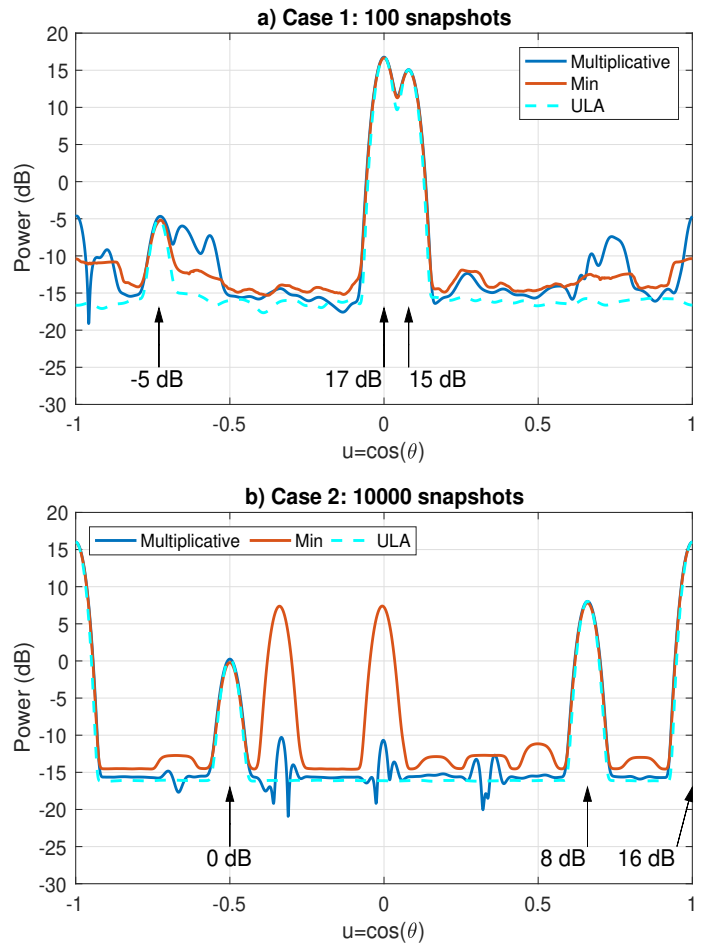 a) Case 1: 100 snapshots
Power (dB)
20
15
10
5
0
-5
-10
-15
-20
-25
-30
Multiplicative
Min
ULA
-5 dB
17 dB
15 dB
-1
-0.5
0
0.5
1
u=cos(θ)
b) Case 2: 10000 snapshots
Power (dB)
20
15
10
5
0
-5
-10
-15
-20
-25
-30
Multiplicative
Min
ULA
0 dB
8 dB
16 dB
-1
-0.5
0
0.5
1
u=cos(θ)